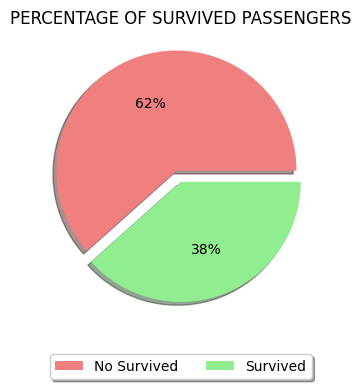 PERCENTAGE OF SURVIVED PASSENGERS
62%
38%
No Survived Survived